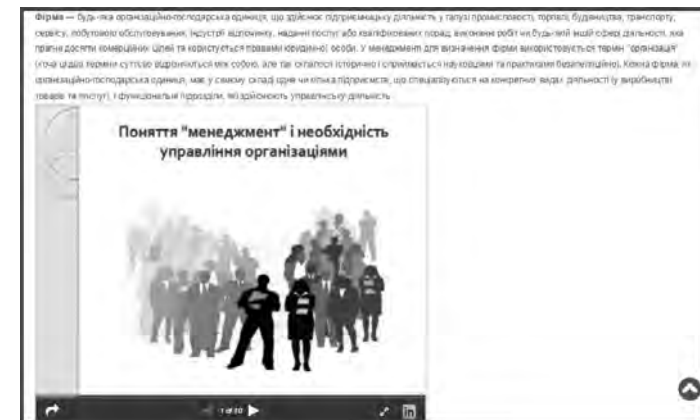 Фірма — будь-яка організаційно-господарська одиниця, що здійснює підприємницьку діяльність у галузі промисловості, торгівлі, будівництва, транспорту,
сервісу, побутового обслуговування, індустрії відпочинку, надання послуг або кваліфікованих порад, виконання робіт чи будь-якій іншій сфері діяльності, яка
прагне досягти комерційних цілей та користується правами юридичної особи. У менеджменті для визначення фірми використовується термін "організація"
(хоча ці два терміни суттєво відрізняються між собою, але так склалося історично і сприймається науковцями та практиками безапеляційно). Кожна фірма, як
організаційно-господарська одиниця, має у своєму складі одне чи кілька підприємств, що спеціалізуються на конкретних видах діяльності (у виробництві
товарів та послуг), і функціональні підрозділи, які здійснюють управлінську діяльність.
Поняття "менеджмент" і необхідність
управління організаціями
in